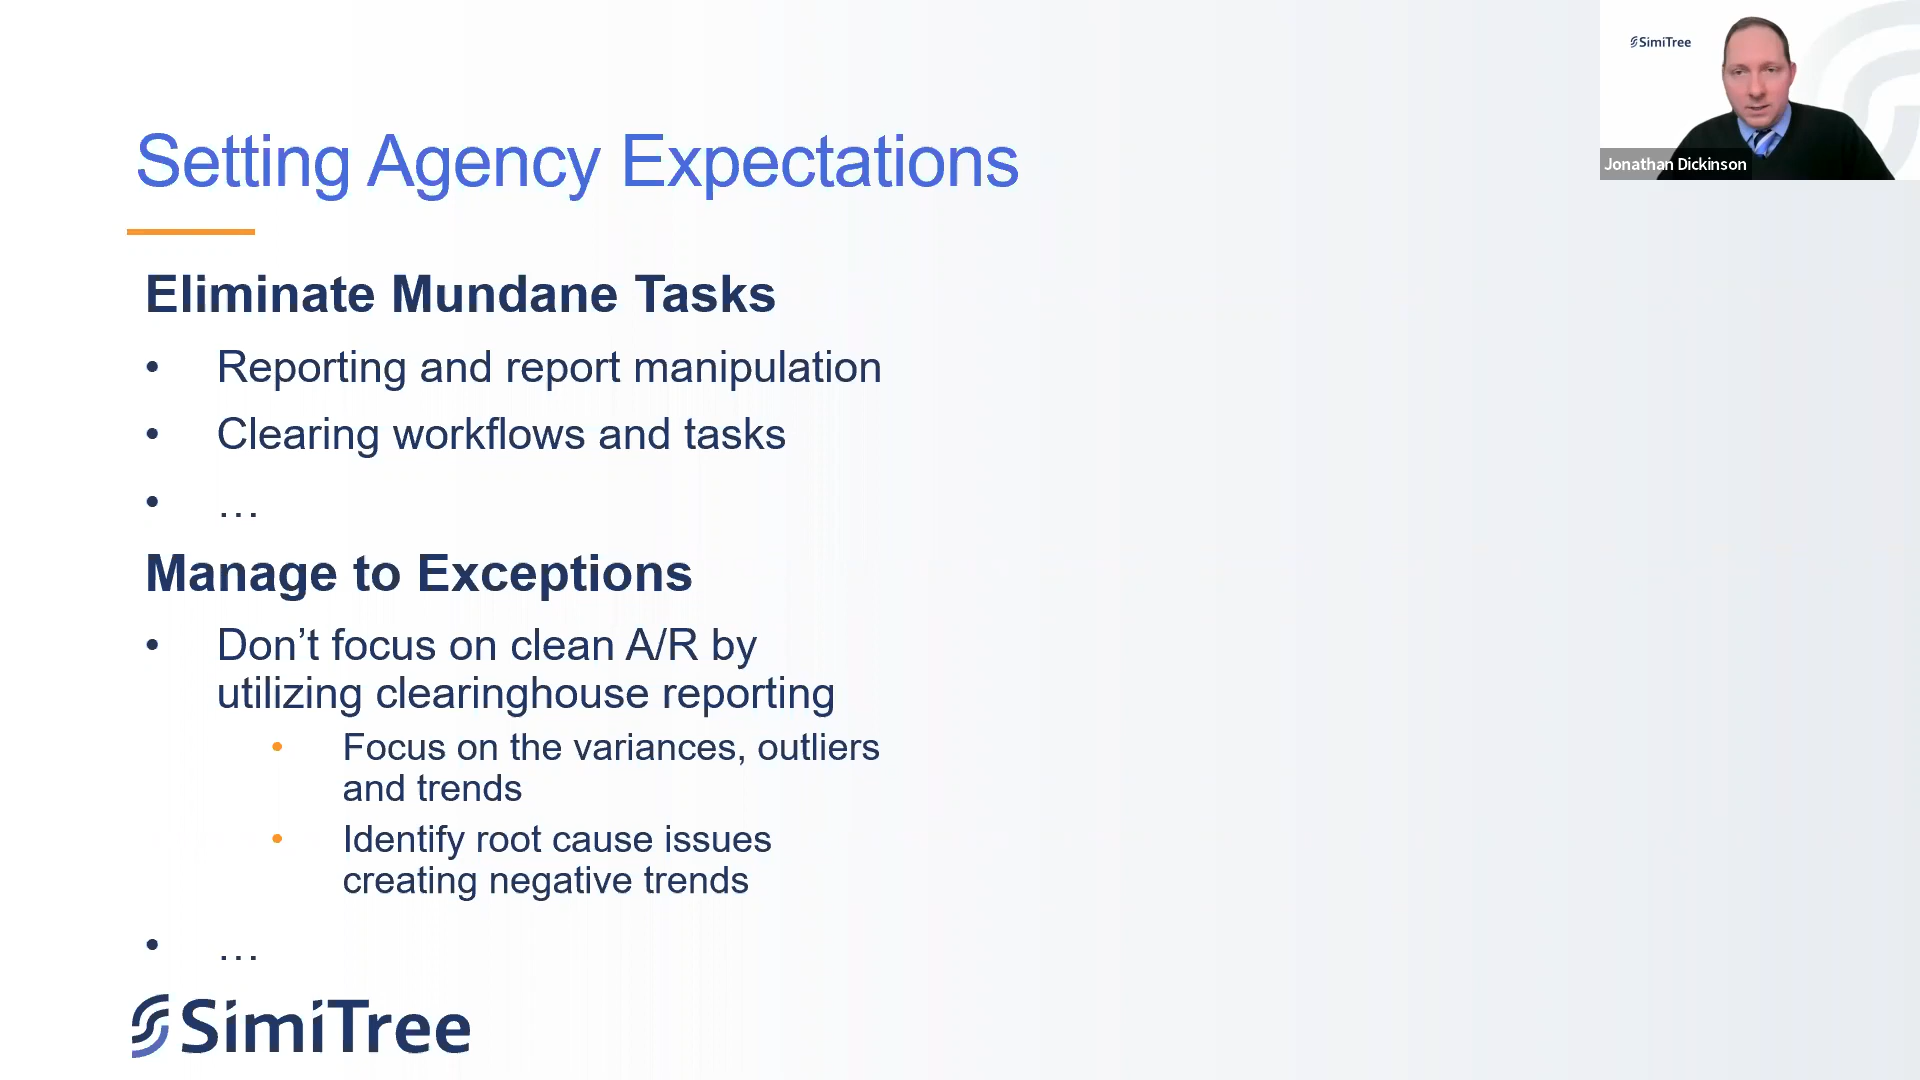 SimiTree
Jonathan Dickinson
Setting Agency Expectations
Eliminate Mundane Tasks
• Reporting and report manipulation
• Clearing workflows and tasks
• …
Manage to Exceptions
• Don’t focus on clean A/R by
utilizing clearinghouse reporting
• Focus on the variances, outliers
and trends
• Identify root cause issues
creating negative trends
• …
SimiTree